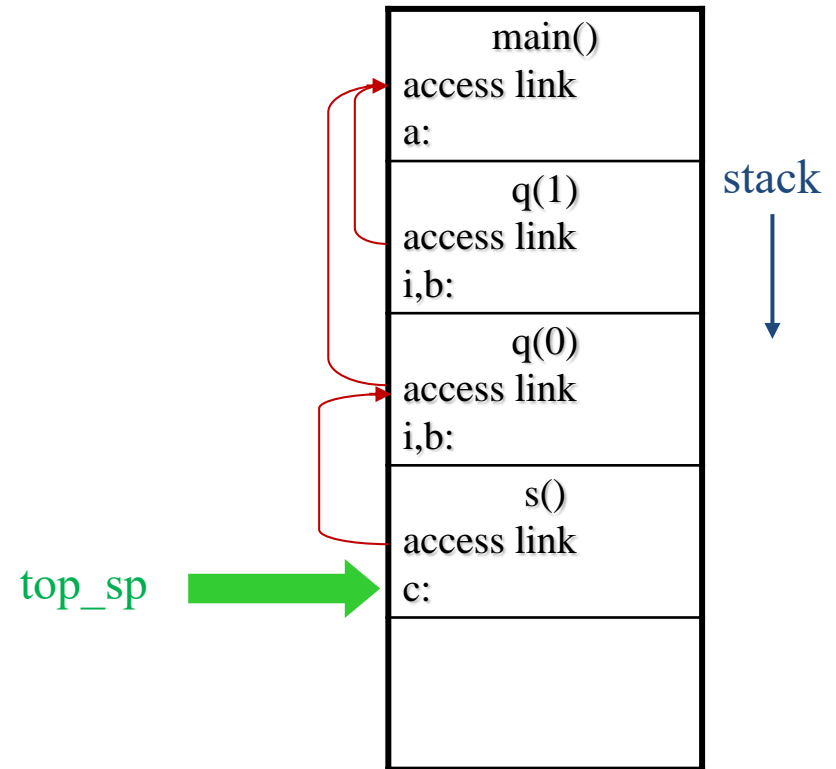 main()
access link
a:
stack
q(1)
access link
i,b:
q(0)
access link
i,b:
s()
access link
top_sp
c: